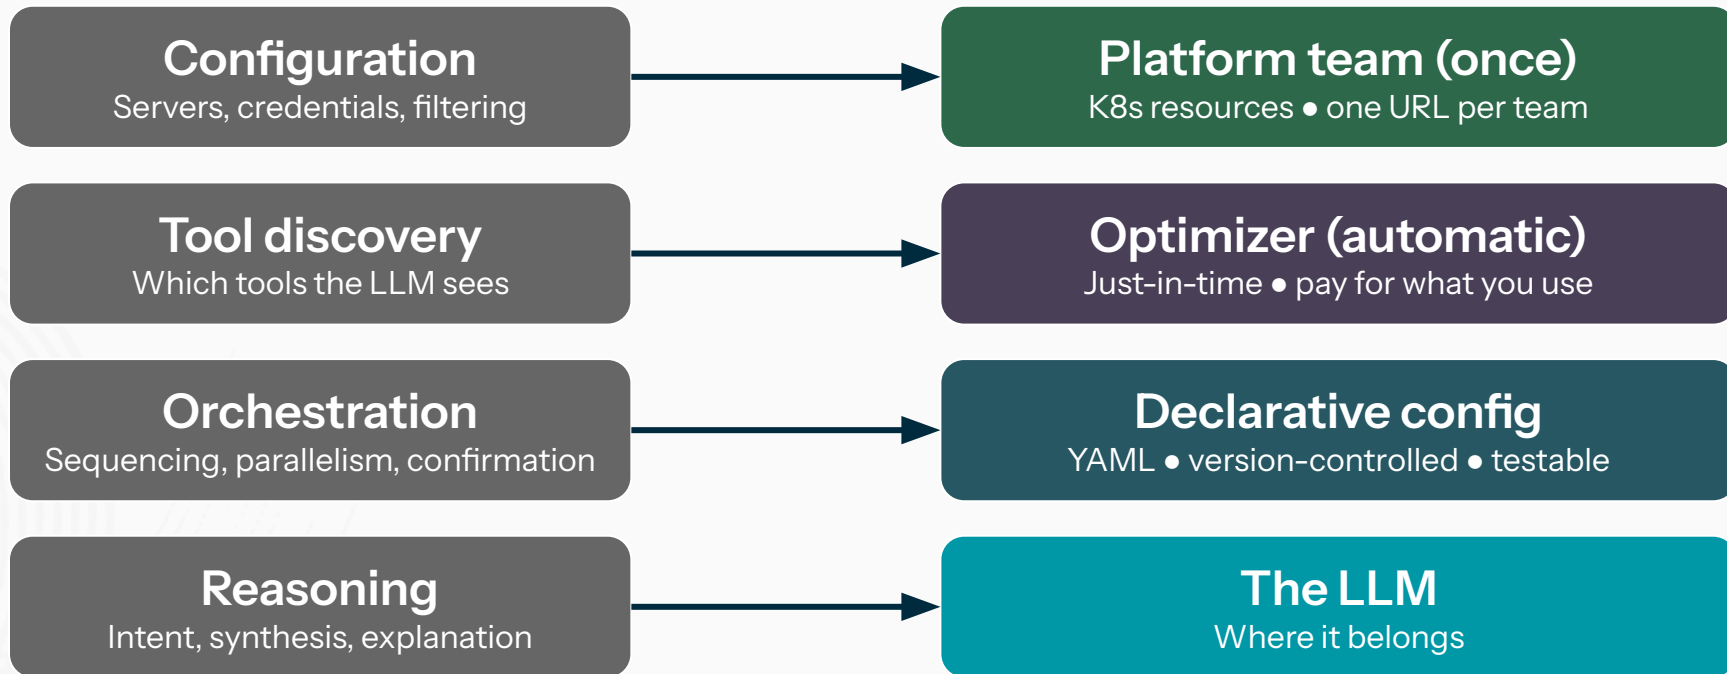 Configuration
Servers, credentials, filtering
Platform team (once)
K8s resources ● one URL per team
Tool discovery
Which tools the LLM sees
Optimizer (automatic)
Just-in-time ● pay for what you use
Orchestration
Sequencing, parallelism, confirmation
Declarative config
YAML ● version-controlled ● testable
Reasoning
Intent, synthesis, explanation
The LLM
Where it belongs